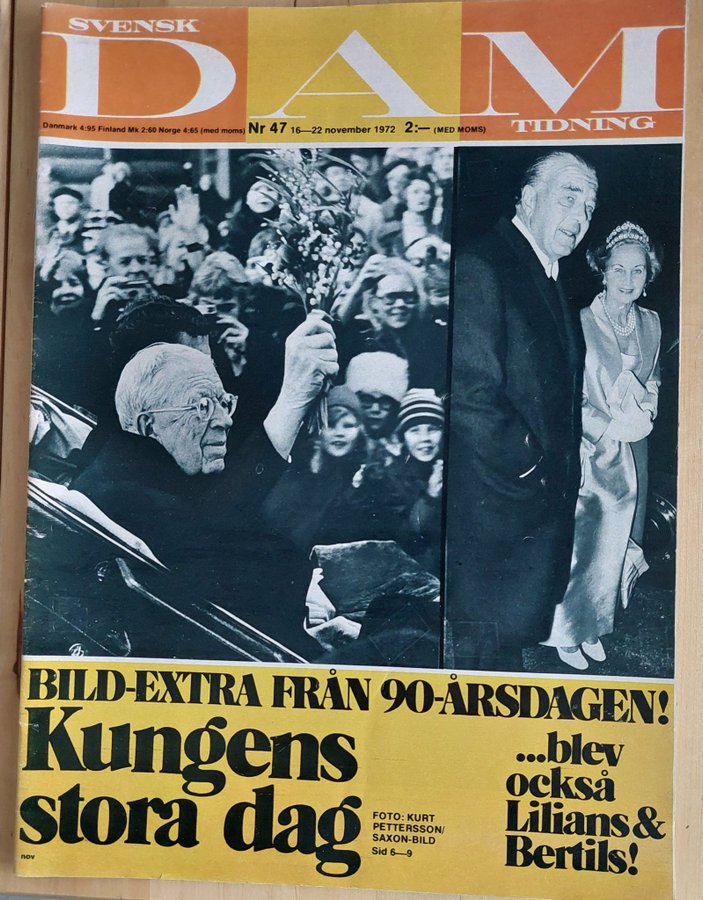 SVENSK
DAM
TIDNING
Danmark 4:95 Finland Mk 2:60 Norge 4:65 (med moms) Nr 47 16—22 november 1972 2:— (MED MOMS)
BILD-EXTRA FRÅN 90-ÅRSDAGEN!
Kungens
stora dag
FOTO: KURT
PETTERSSON/
SAXON-BILD
Sid 6—9
...blev
också
Lilians &
Bertils!
nov